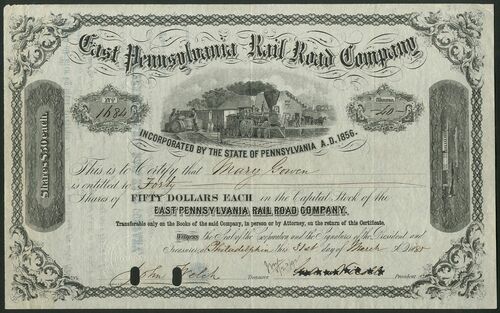 East Pennsylvania Rail Road Company
No
1684
Shares
40
Shares $50 each.
INCORPORATED BY THE STATE OF PENNSYLVANIA A.D. 1856.
This is to Certify that Mary Gowen
is entitled to Forty
Shares of FIFTY DOLLARS EACH in the Capital Stock of the
EAST PENNSYLVANIA RAIL ROAD COMPANY.
Transferable only on the Books of the said Company, in person or by Attorney, on the return of this Certificate.
Witness the Seal of the Corporation and the Signatures of the President and
Treasurer at Philadelphia this 31st day of March
John Welch Treasurer President